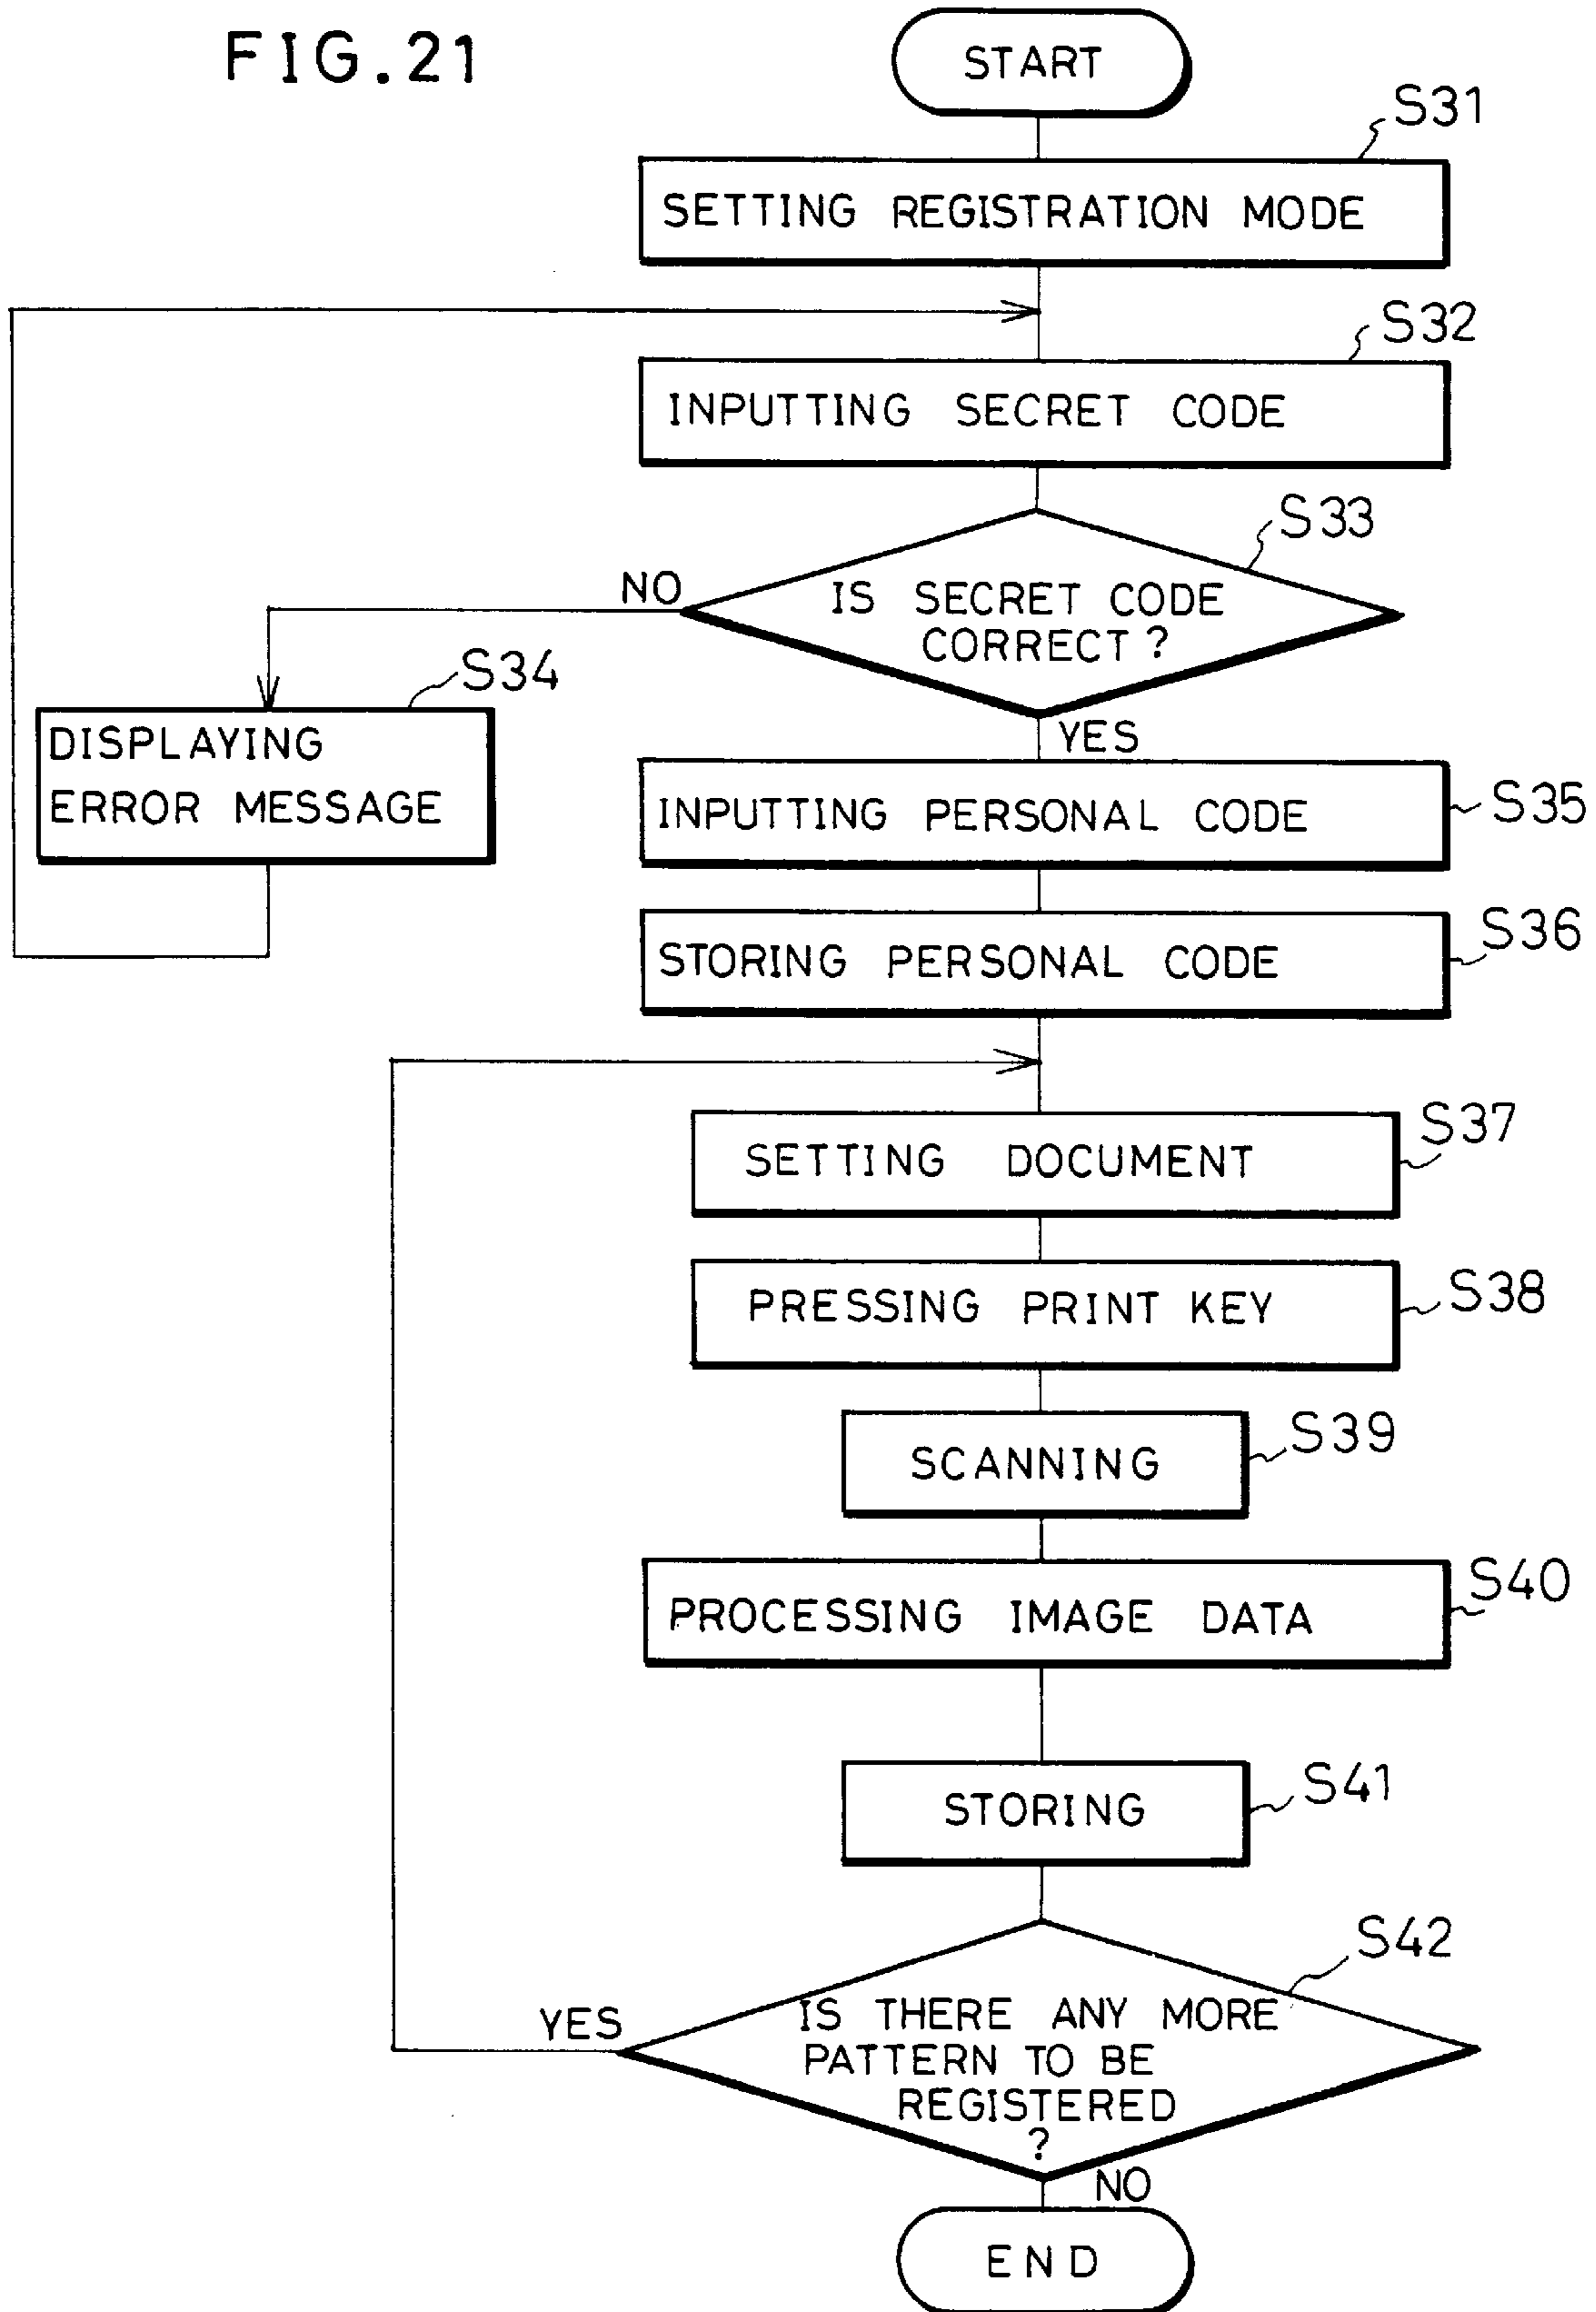 FIG.21
START
S31
SETTING REGISTRATION MODE
S32
INPUTTING SECRET CODE
S33
IS SECRET CODE
CORRECT?
NO
YES
S34
DISPLAYING
ERROR MESSAGE
INPUTTING PERSONAL CODE
S35
STORING PERSONAL CODE
S36
SETTING DOCUMENT
S37
PRESSING PRINT KEY
S38
SCANNING
S39
PROCESSING IMAGE DATA
S40
STORING
S41
S42
YES
IS THERE ANY MORE
PATTERN TO BE
REGISTERED
?
NO
END